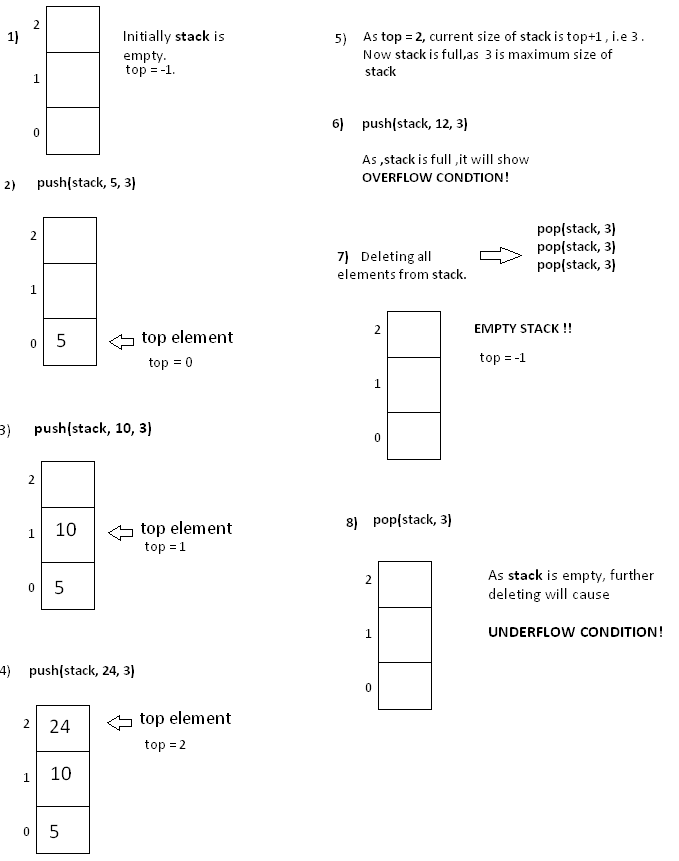 1)
Initially stack is
empty.
top = -1.
2
1
0
2)
push(stack, 5, 3)
2
1
0
5
top element
top = 0
3)
push(stack, 10, 3)
2
1
10
top element
top = 1
0
5
4)
push(stack, 24, 3)
2
24
top element
top = 2
1
10
0
5
5)
As top = 2, current size of stack is top+1 , i.e 3 .
Now stack is full,as 3 is maximum size of
stack
6)
push(stack, 12, 3)
As ,stack is full ,it will show
OVERFLOW CONDTION!
7) Deleting all
elements from stack.
pop(stack, 3)
pop(stack, 3)
pop(stack, 3)
2
1
0
EMPTY STACK !!
top = -1
8)
pop(stack, 3)
2
1
0
As stack is empty, further
deleting will cause
UNDERFLOW CONDITION!